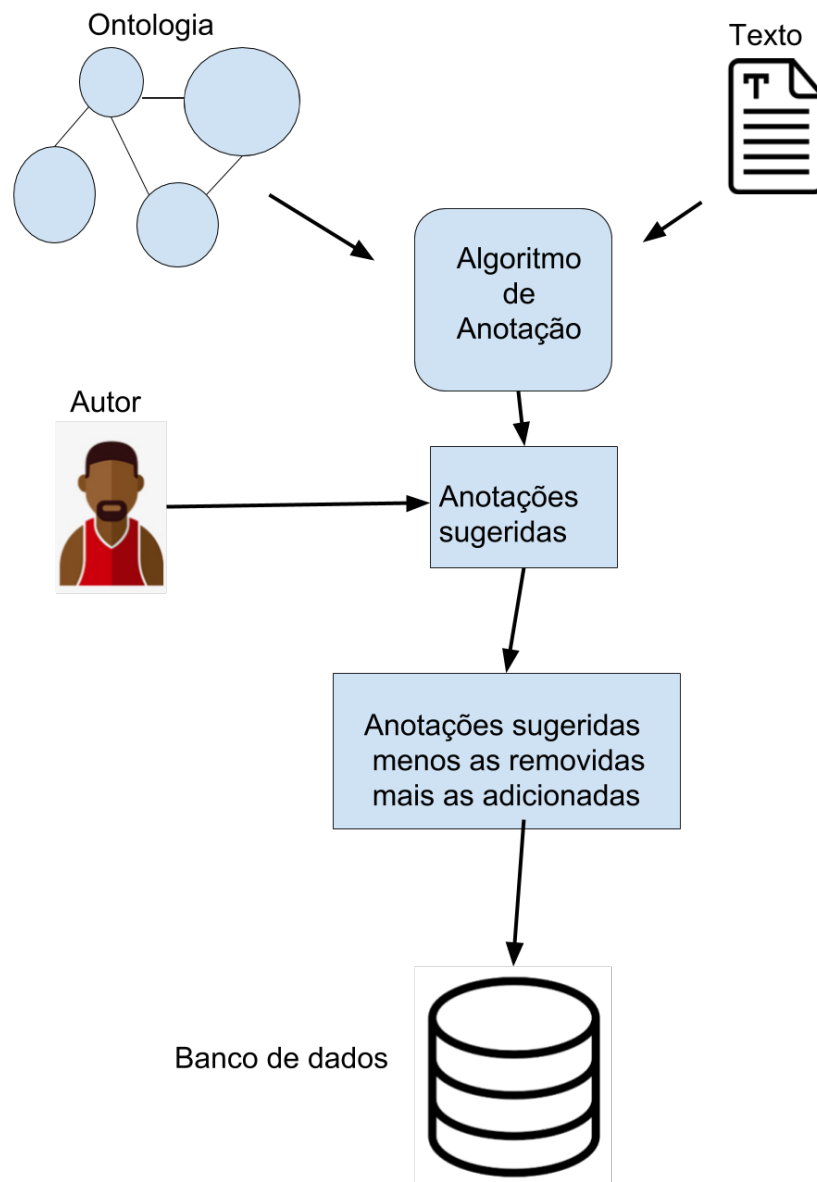 Ontologia
Texto
T
Algoritmo
de
Anotação
Autor
Anotações
sugeridas
Anotações sugeridas
menos as removidas
mais as adicionadas
Banco de dados